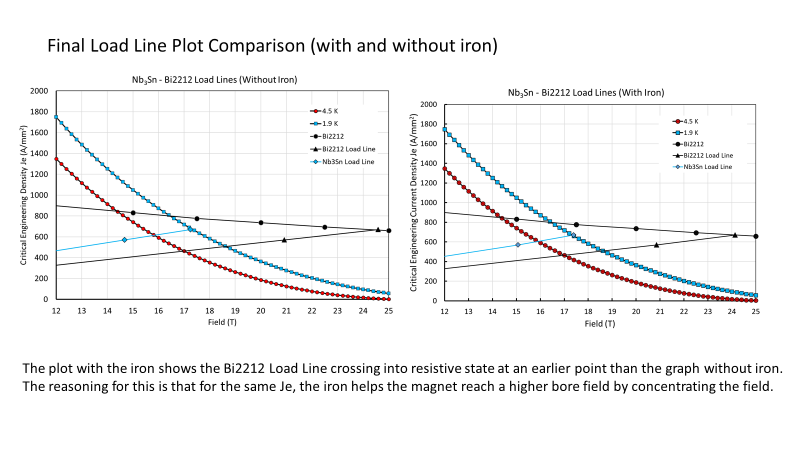 Final Load Line Plot Comparison (with and without iron)
Nb3Sn - Bi2212 Load Lines (Without Iron)
Critical Engineering Density Je (A/mm²)
2000
1800
1600
1400
1200
1000
800
600
400
200
0
12 13 14 15 16 17 18 19 20 21 22 23 24 25
Field (T)
4.5 K
1.9 K
Bi2212
Bi2212 Load Line
Nb3Sn Load Line
Nb3Sn - Bi2212 Load Lines (With Iron)
Critical Engineering Current Density Je (A/mm²)
2000
1800
1600
1400
1200
1000
800
600
400
200
0
12 13 14 15 16 17 18 19 20 21 22 23 24 25
Field (T)
4.5 K
1.9 K
Bi2212
Bi2212 Load Line
Nb3Sn Load Line
The plot with the iron shows the Bi2212 Load Line crossing into resistive state at an earlier point than the graph without iron.
The reasoning for this is that for the same Je, the iron helps the magnet reach a higher bore field by concentrating the field.